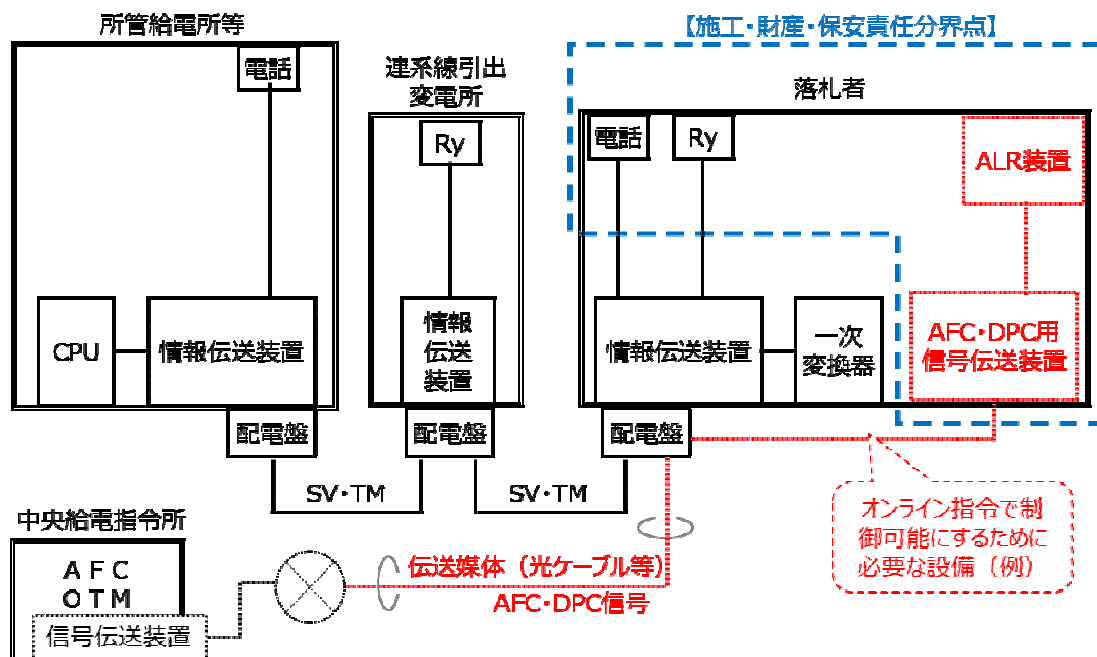 所管給電所等
【施工・財産・保安責任分界点】
電話
連系線引出
変電所
落札者
Ry
電話
Ry
ALR装置
CPU
情報伝送装置
情報
伝送
装置
情報伝送装置
一次
変換器
AFC・DPC用
信号伝送装置
配電盤
配電盤
配電盤
SV・TM
SV・TM
オンライン指令で制
御可能にするために
必要な設備（例）
中央給電指令所
AFC
OTM
信号伝送装置
伝送媒体（光ケーブル等）
AFC・DPC信号